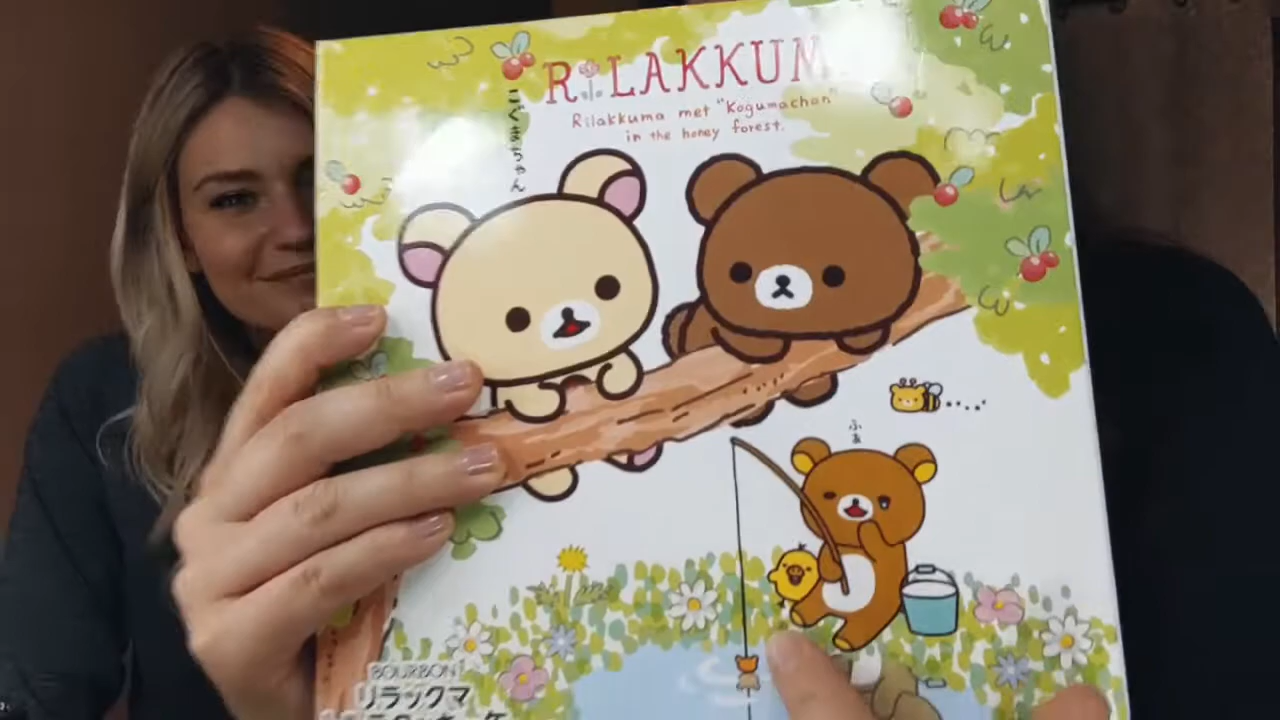 RILAKKUM
Rilakkuma met "Kogumachan"
in the honey forest.
こぐまちゃん
ふぁ
BOURBON
リラックマ